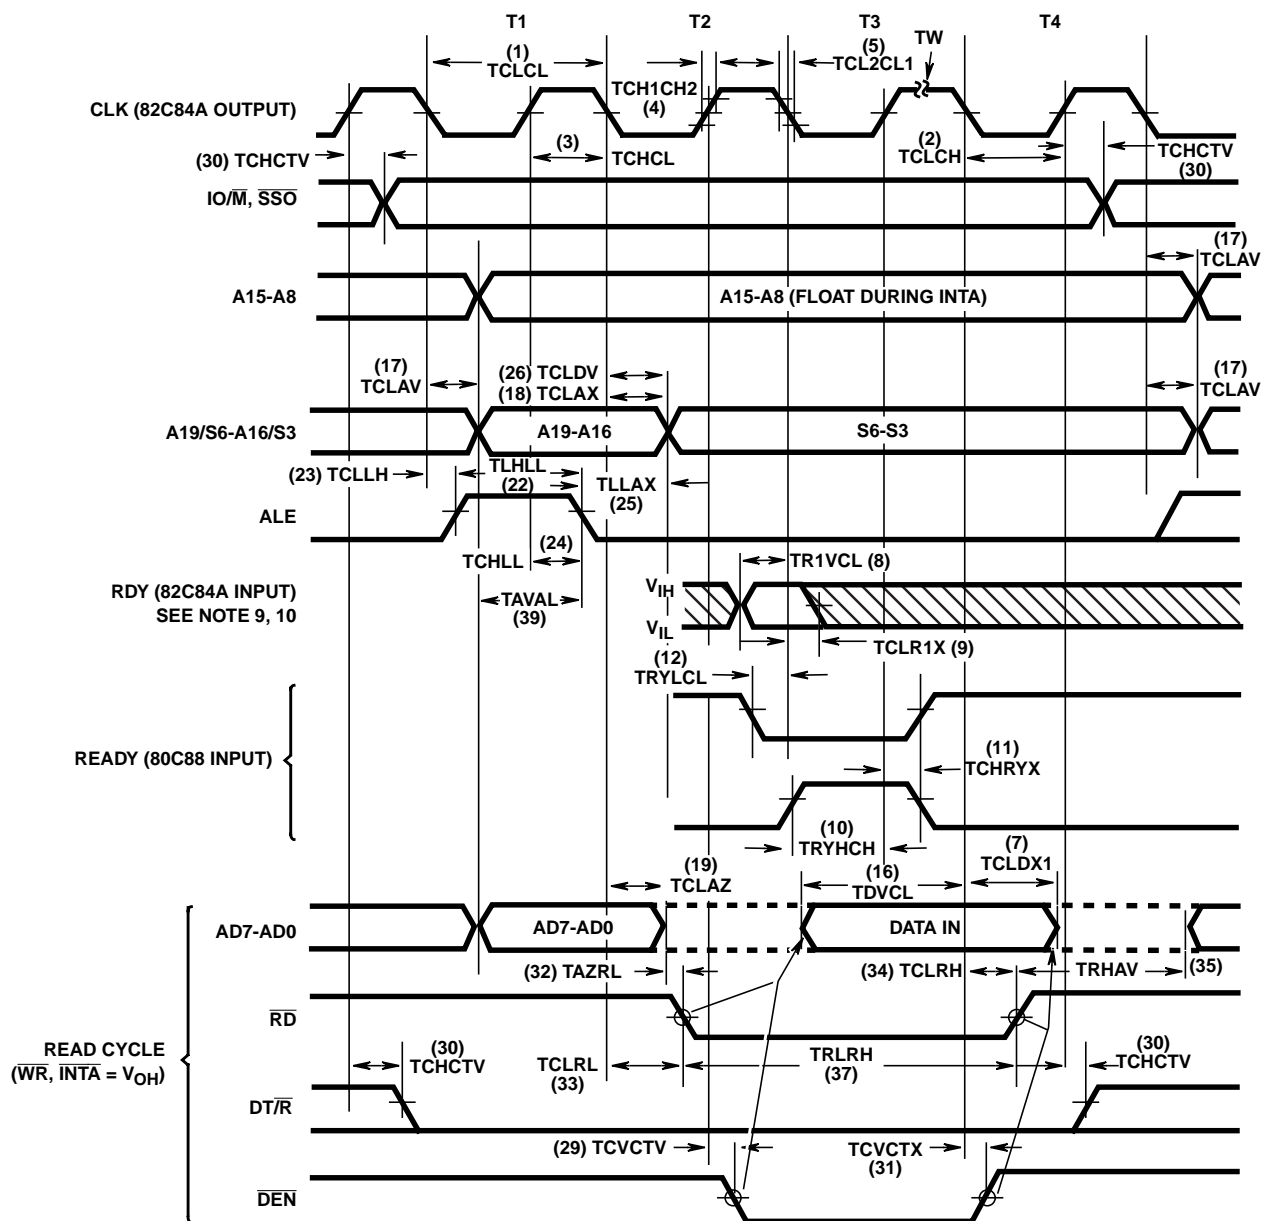 T1 T2 T3 T4
(1)
TCLCL
TCH1CH2
(4)
(5)
TCL2CL1
TW
CLK (82C84A OUTPUT)
(30) TCHCTV
(3)
TCHCL
(2)
TCLCH
TCHCTV
(30)
IO/M̅, S̅S̅O̅
(17)
TCLAV
A15-A8
A15-A8 (FLOAT DURING INTA)
(17)
TCLAV
(26) TCLDV
(18) TCLAX
(17)
TCLAV
A19/S6-A16/S3
A19-A16
S6-S3
(23) TCLLH
TLHLL
(22)
TLLAX
(25)
ALE
TCHLL
(24)
TR1VCL (8)
RDY (82C84A INPUT)
SEE NOTE 9, 10
VIH
VIL
TAVAL
(39)
TCLR1X (9)
(12)
TRYLCL
READY (80C88 INPUT)
(11)
TCHRYX
(10)
TRYHCH
(7)
TCLDX1
(19)
TCLAZ
(16)
TDVCL
AD7-AD0
AD7-AD0
DATA IN
(32) TAZRL
(34) TCLRH
TRHAV
(35)
R̅D̅
READ CYCLE
(W̅R̅, I̅N̅T̅A̅ = VOH)
(30)
TCHCTV
TCLRL
(33)
TRLRH
(37)
(30)
TCHCTV
DT/R̅
(29) TCVCTV
TCVCTX
(31)
D̅E̅N̅